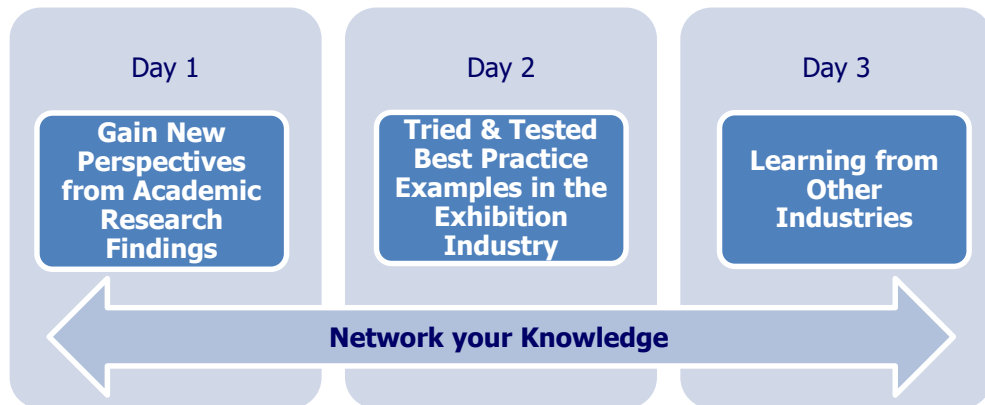 Day 1
Gain New
Perspectives
from Academic
Research
Findings
Day 2
Tried & Tested
Best Practice
Examples in the
Exhibition
Industry
Day 3
Learning from
Other
Industries
Network your Knowledge